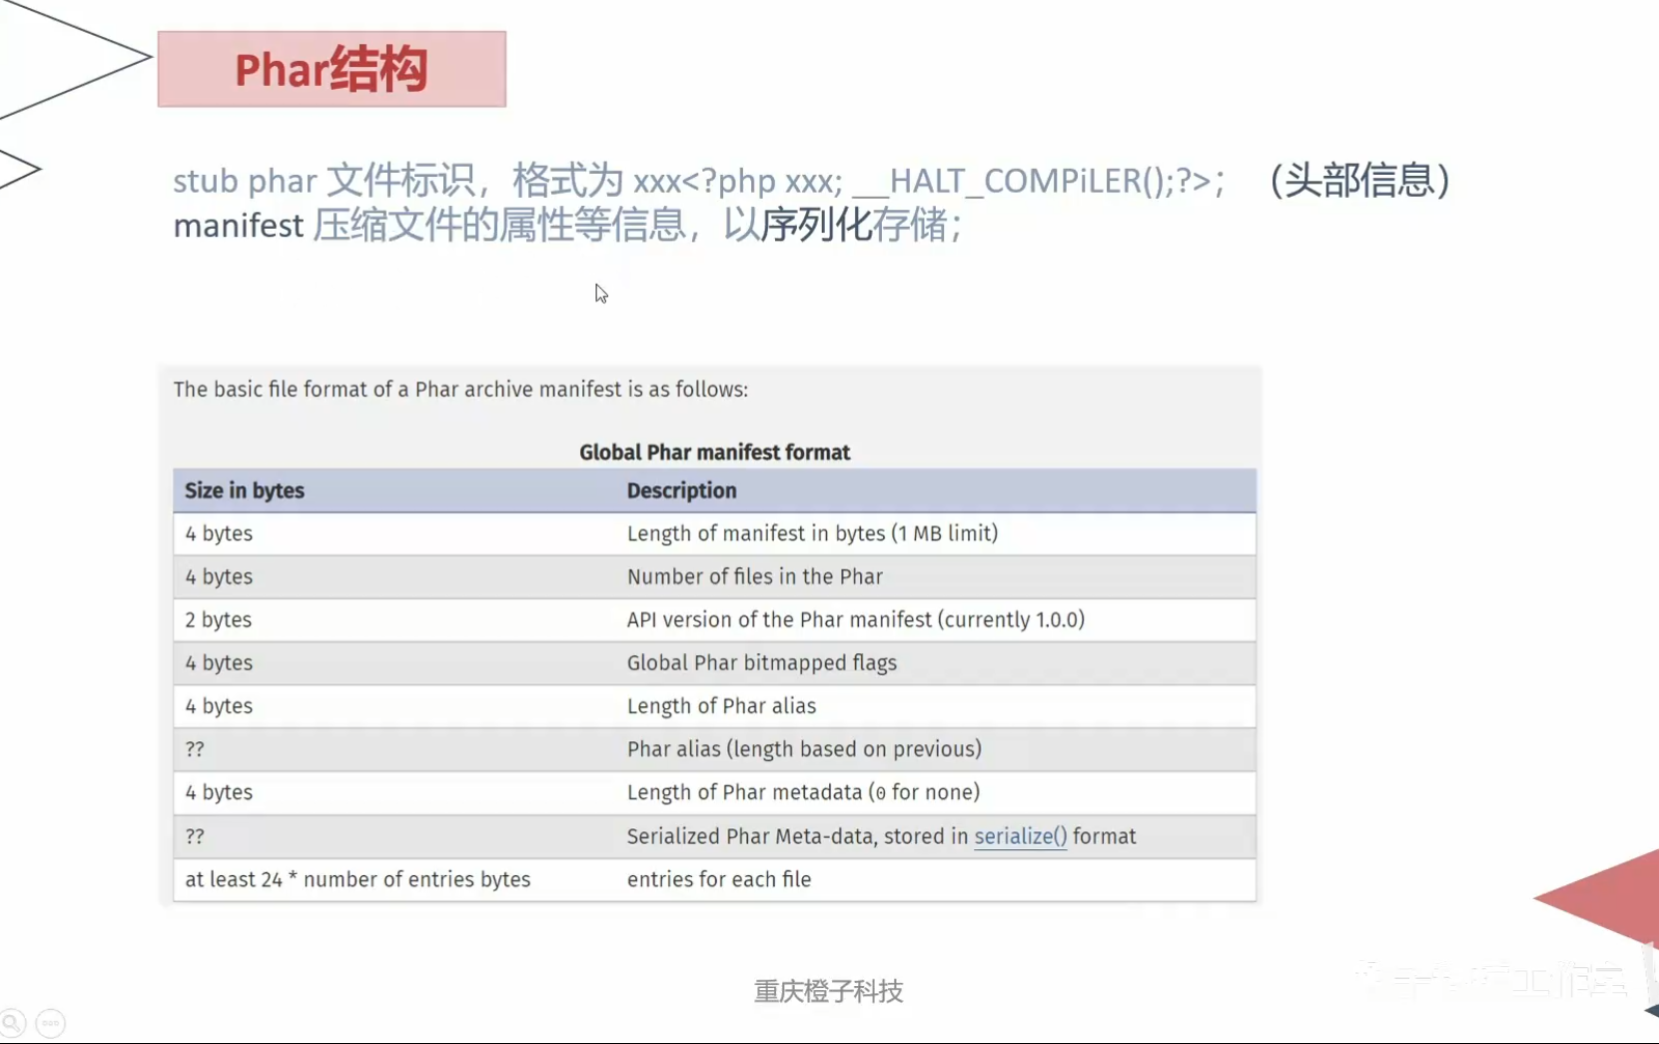 Phar结构
stub phar 文件标识，格式为 xxx<?php xxx; __HALT_COMPiLER();?>; （头部信息）
manifest 压缩文件的属性等信息，以序列化存储；
The basic file format of a Phar archive manifest is as follows:
Global Phar manifest format
Size in bytes Description
4 bytes Length of manifest in bytes (1 MB limit)
4 bytes Number of files in the Phar
2 bytes API version of the Phar manifest (currently 1.0.0)
4 bytes Global Phar bitmapped flags
4 bytes Length of Phar alias
?? Phar alias (length based on previous)
4 bytes Length of Phar metadata (0 for none)
?? Serialized Phar Meta-data, stored in serialize() format
at least 24 * number of entries bytes entries for each file
重庆橙子科技
工作室